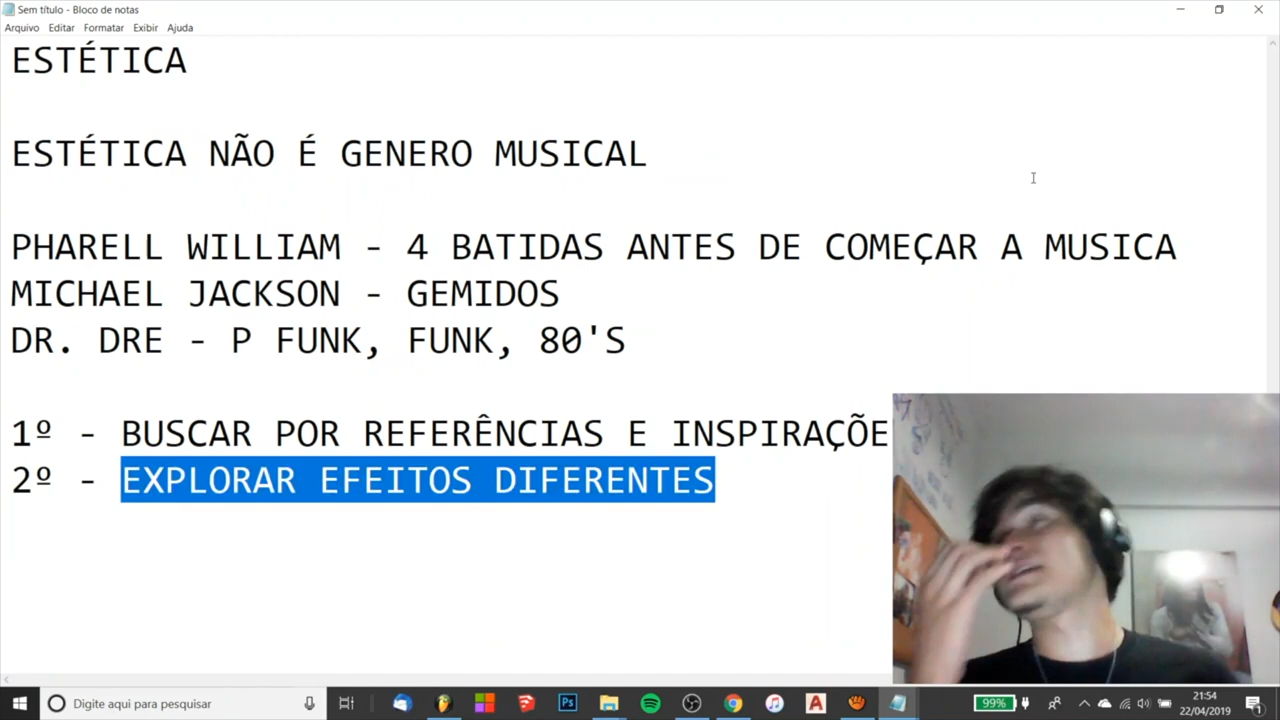 Sem título - Bloco de notas
Arquivo Editar Formatar Exibir Ajuda
ESTÉTICA
ESTÉTICA NÃO É GENERO MUSICAL
PHARELL WILLIAM - 4 BATIDAS ANTES DE COMEÇAR A MUSICA
MICHAEL JACKSON - GEMIDOS
DR. DRE - P FUNK, FUNK, 80'S
1º - BUSCAR POR REFERÊNCIAS E INSPIRAÇÕE
2º - EXPLORAR EFEITOS DIFERENTES
Digite aqui para pesquisar
Ps
A
99%
21:54
22/04/2019
1